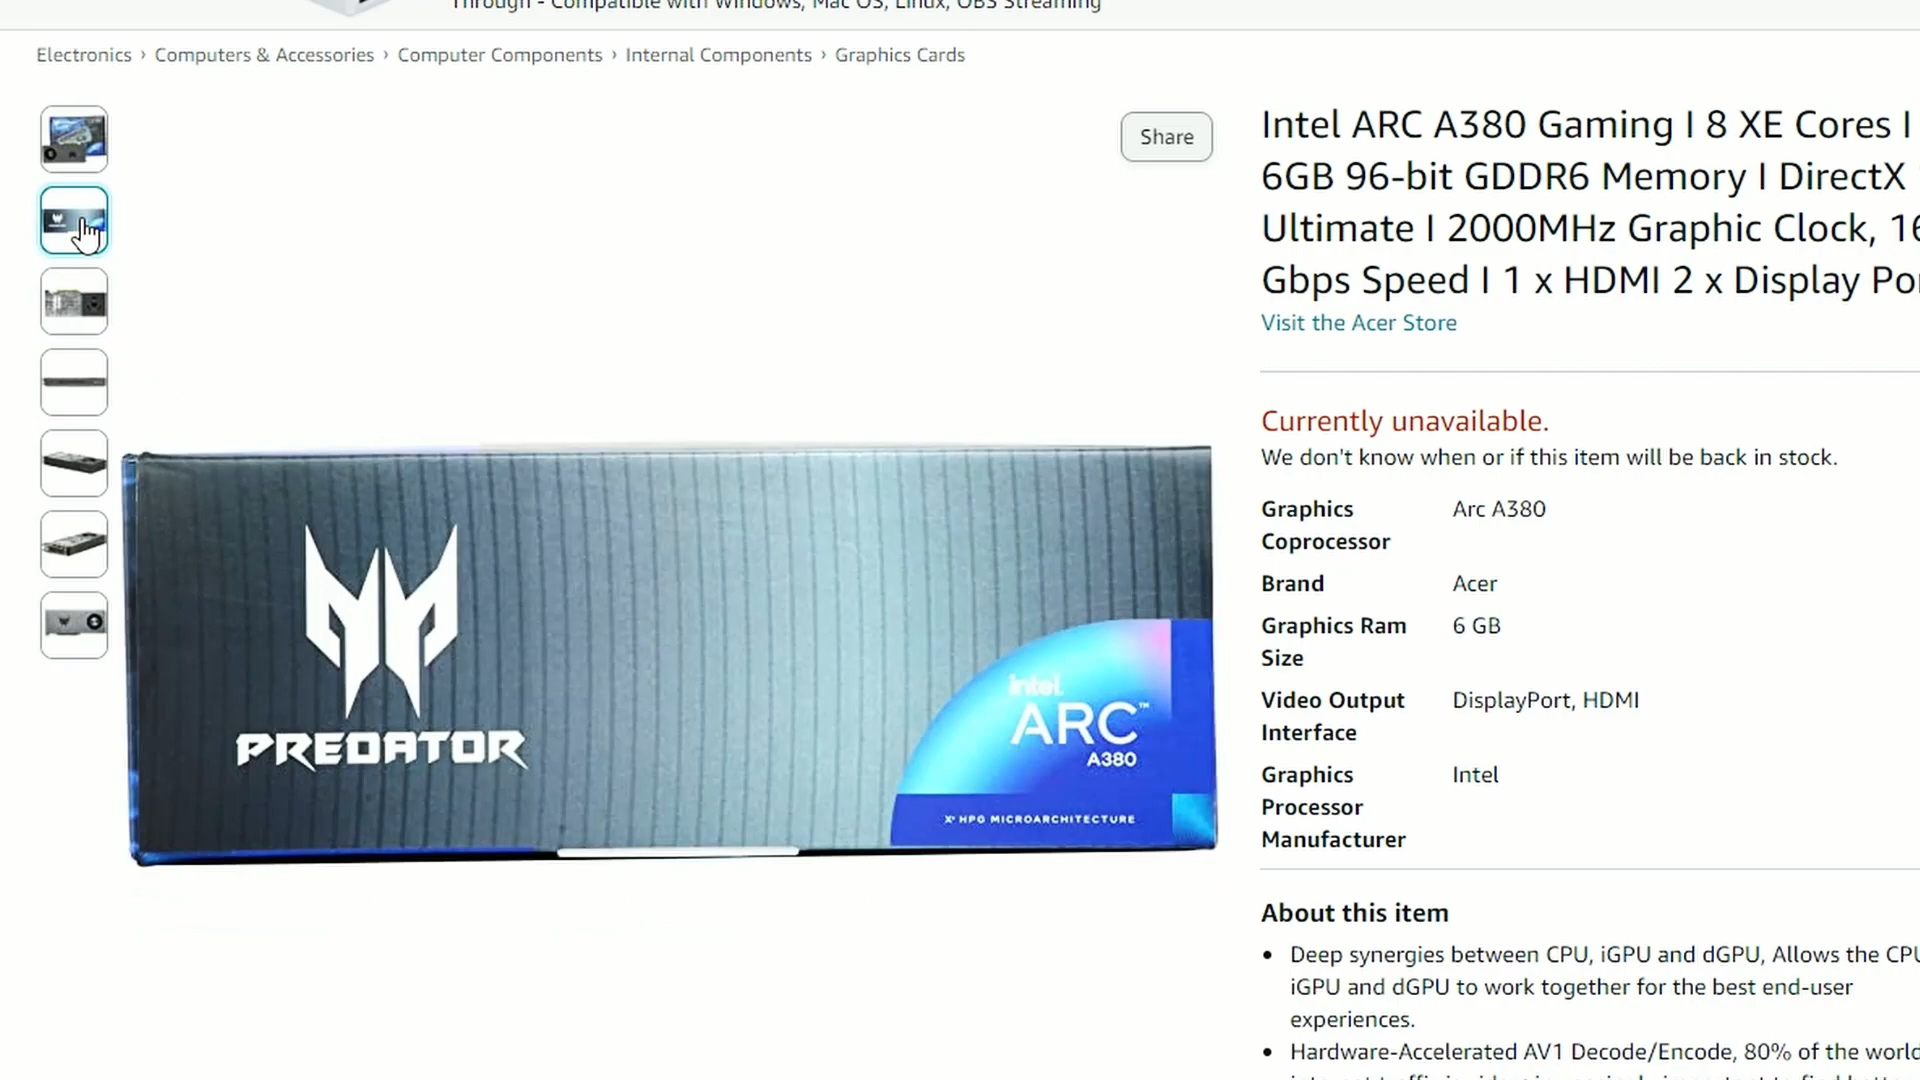 Through - Compatible with Windows, Mac OS, Linux, OBS Streaming
Electronics › Computers & Accessories › Computer Components › Internal Components › Graphics Cards
Share
Intel ARC A380 Gaming I 8 XE Cores I
6GB 96-bit GDDR6 Memory I DirectX
Ultimate I 2000MHz Graphic Clock, 16
Gbps Speed I 1 x HDMI 2 x Display Po
Visit the Acer Store
Currently unavailable.
We don't know when or if this item will be back in stock.
Graphics Coprocessor Arc A380
Brand Acer
Graphics Ram Size 6 GB
Video Output Interface DisplayPort, HDMI
Graphics Processor Manufacturer Intel
PREDATOR
intel.
ARC™
A380
Xe HPG MICROARCHITECTURE
About this item
• Deep synergies between CPU, iGPU and dGPU, Allows the CPU
iGPU and dGPU to work together for the best end-user
experiences.
• Hardware-Accelerated AV1 Decode/Encode, 80% of the world